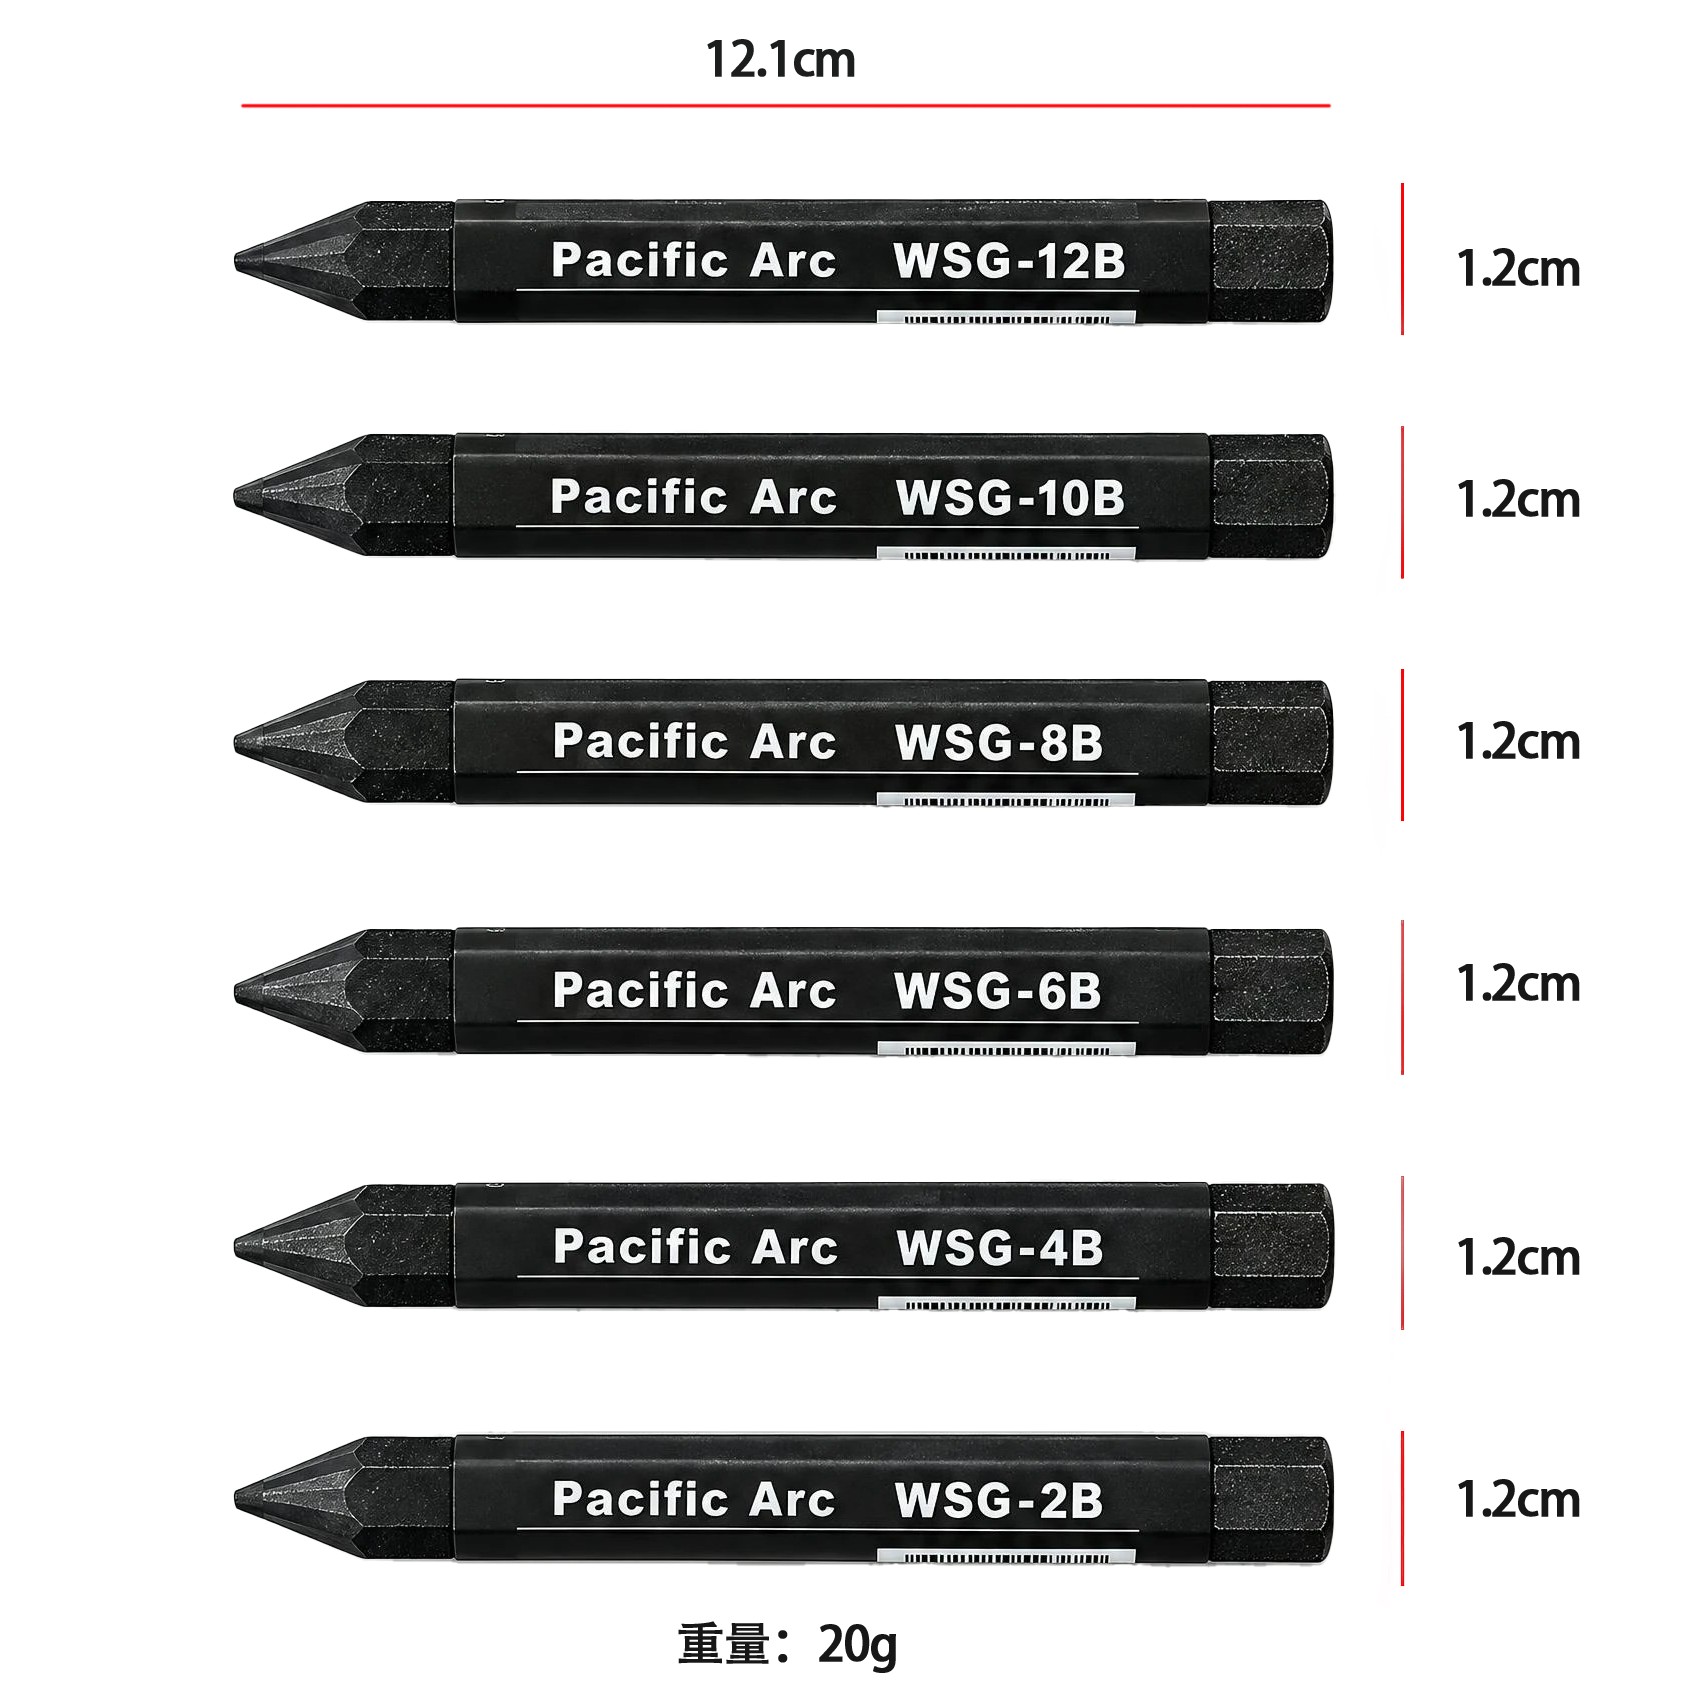 12.1cm
Pacific Arc WSG-12B
1.2cm
Pacific Arc WSG-10B
1.2cm
Pacific Arc WSG-8B
1.2cm
Pacific Arc WSG-6B
1.2cm
Pacific Arc WSG-4B
1.2cm
Pacific Arc WSG-2B
1.2cm
重量：20g